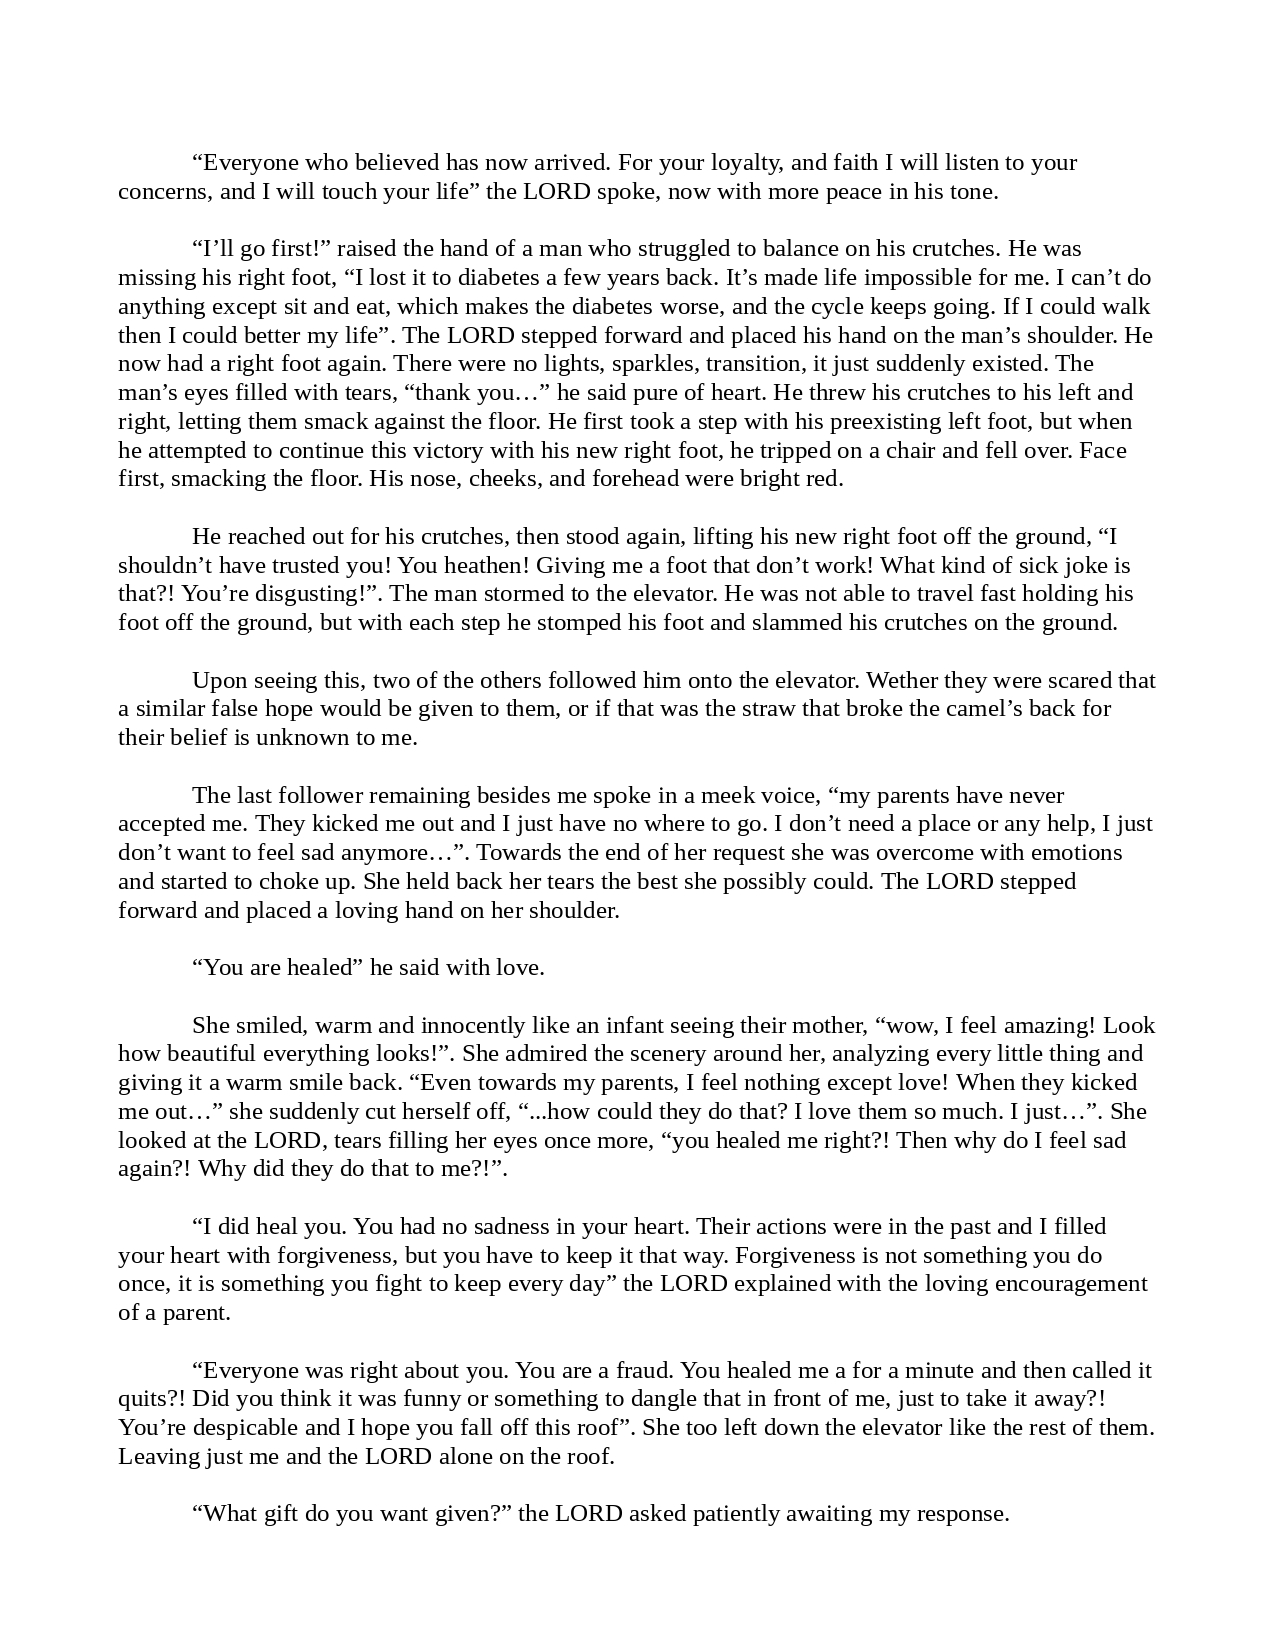 “Everyone who believed has now arrived. For your loyalty, and faith I will listen to your
concerns, and I will touch your life” the LORD spoke, now with more peace in his tone.
“I’ll go first!” raised the hand of a man who struggled to balance on his crutches. He was
missing his right foot, “I lost it to diabetes a few years back. It’s made life impossible for me. I can’t do
anything except sit and eat, which makes the diabetes worse, and the cycle keeps going. If I could walk
then I could better my life”. The LORD stepped forward and placed his hand on the man’s shoulder. He
now had a right foot again. There were no lights, sparkles, transition, it just suddenly existed. The
man’s eyes filled with tears, “thank you…” he said pure of heart. He threw his crutches to his left and
right, letting them smack against the floor. He first took a step with his preexisting left foot, but when
he attempted to continue this victory with his new right foot, he tripped on a chair and fell over. Face
first, smacking the floor. His nose, cheeks, and forehead were bright red.
He reached out for his crutches, then stood again, lifting his new right foot off the ground, “I
shouldn’t have trusted you! You heathen! Giving me a foot that don’t work! What kind of sick joke is
that?! You’re disgusting!”. The man stormed to the elevator. He was not able to travel fast holding his
foot off the ground, but with each step he stomped his foot and slammed his crutches on the ground.
Upon seeing this, two of the others followed him onto the elevator. Wether they were scared that
a similar false hope would be given to them, or if that was the straw that broke the camel’s back for
their belief is unknown to me.
The last follower remaining besides me spoke in a meek voice, “my parents have never
accepted me. They kicked me out and I just have no where to go. I don’t need a place or any help, I just
don’t want to feel sad anymore…”. Towards the end of her request she was overcome with emotions
and started to choke up. She held back her tears the best she possibly could. The LORD stepped
forward and placed a loving hand on her shoulder.
“You are healed” he said with love.
She smiled, warm and innocently like an infant seeing their mother, “wow, I feel amazing! Look
how beautiful everything looks!”. She admired the scenery around her, analyzing every little thing and
giving it a warm smile back. “Even towards my parents, I feel nothing except love! When they kicked
me out…” she suddenly cut herself off, “...how could they do that? I love them so much. I just…”. She
looked at the LORD, tears filling her eyes once more, “you healed me right?! Then why do I feel sad
again?! Why did they do that to me?!”.
“I did heal you. You had no sadness in your heart. Their actions were in the past and I filled
your heart with forgiveness, but you have to keep it that way. Forgiveness is not something you do
once, it is something you fight to keep every day” the LORD explained with the loving encouragement
of a parent.
“Everyone was right about you. You are a fraud. You healed me a for a minute and then called it
quits?! Did you think it was funny or something to dangle that in front of me, just to take it away?!
You’re despicable and I hope you fall off this roof”. She too left down the elevator like the rest of them.
Leaving just me and the LORD alone on the roof.
“What gift do you want given?” the LORD asked patiently awaiting my response.